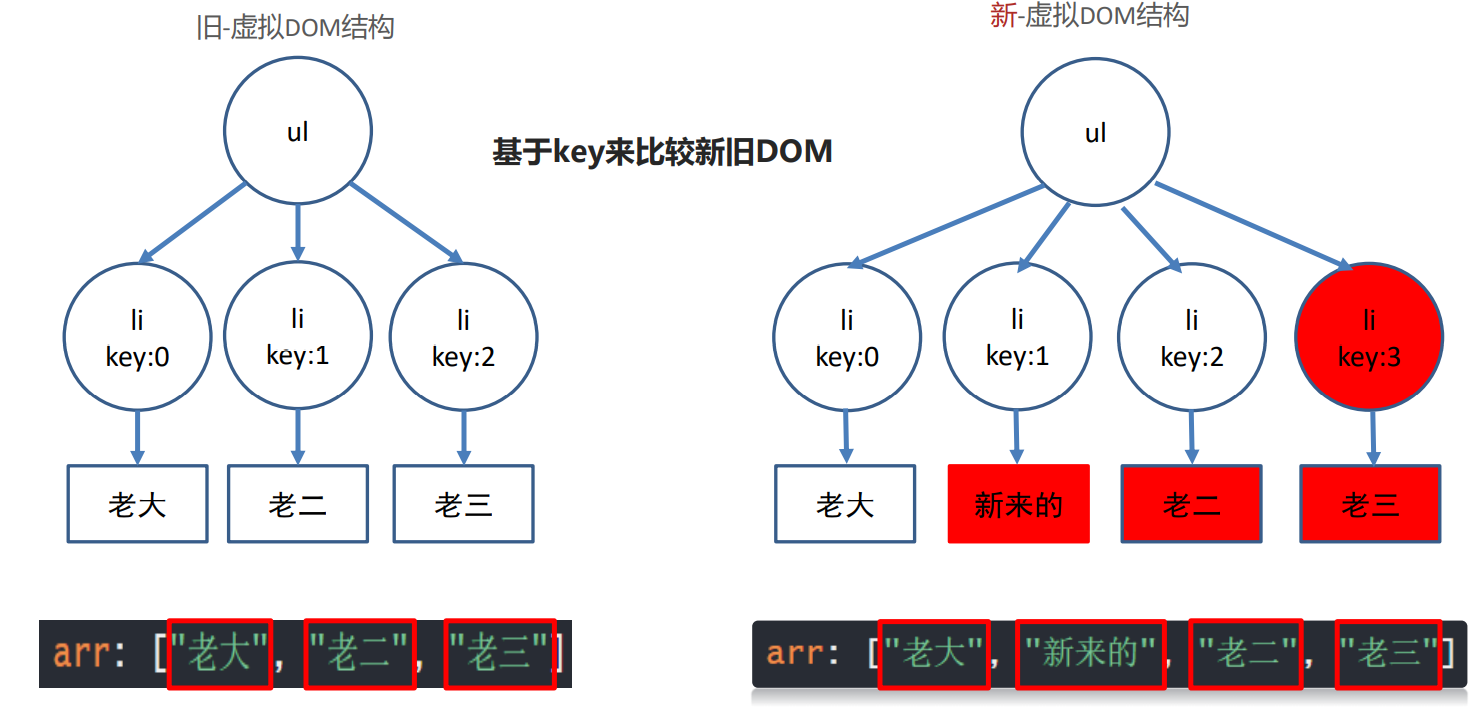 旧-虚拟DOM结构
新-虚拟DOM结构
基于key来比较新旧DOM
ul
ul
li
key:0
li
key:1
li
key:2
li
key:0
li
key:1
li
key:2
li
key:3
老大
老二
老三
老大
新来的
老二
老三
arr: ["老大", "老二", "老三"]
arr: ["老大", "新来的", "老二", "老三"]